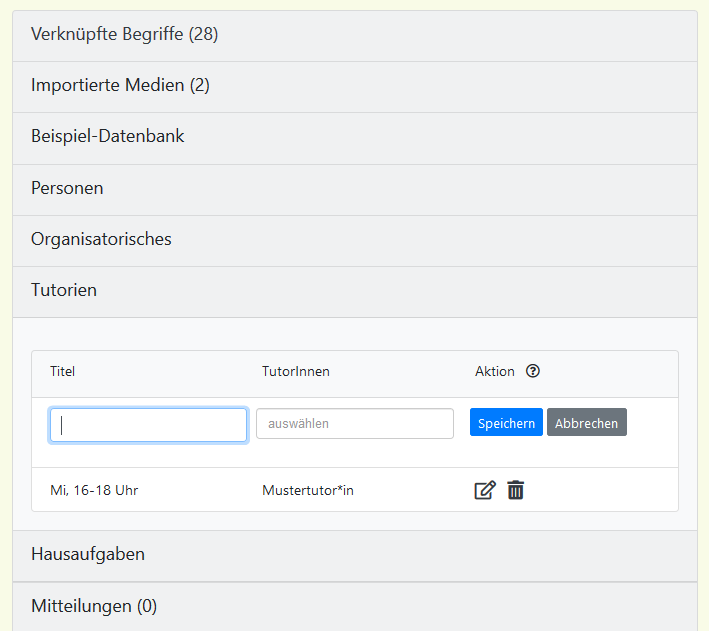 Verknüpfte Begriffe (28)
Importierte Medien (2)
Beispiel-Datenbank
Personen
Organisatorisches
Tutorien
Titel TutorInnen Aktion ?
auswählen Speichern Abbrechen
Mi, 16-18 Uhr Mustertutor*in
Hausaufgaben
Mitteilungen (0)